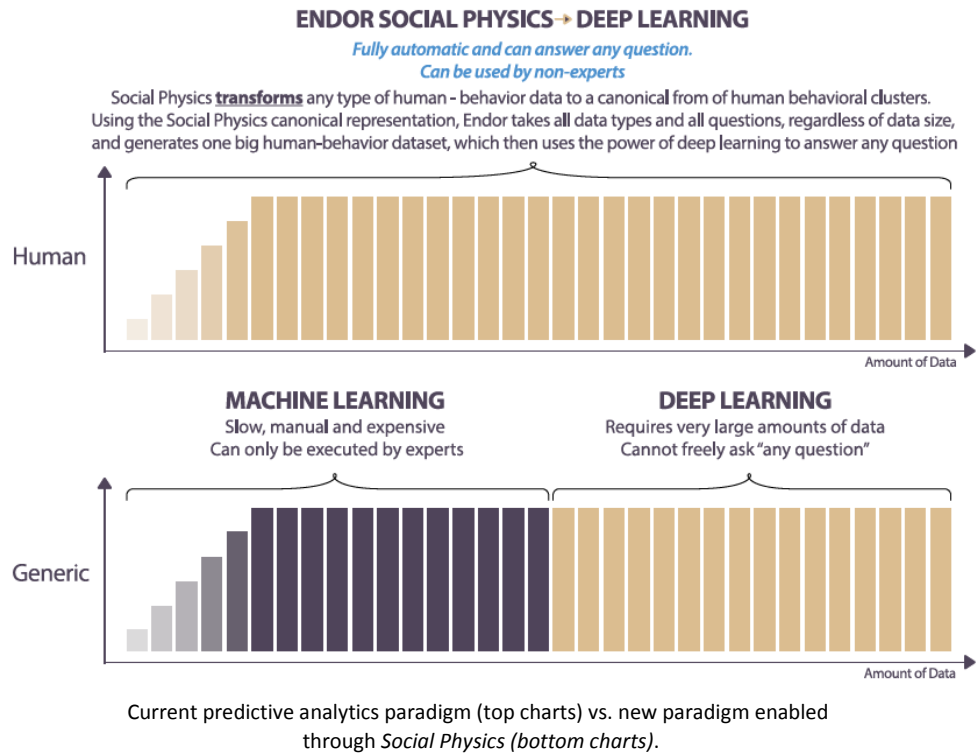 ENDOR SOCIAL PHYSICS→ DEEP LEARNING
Fully automatic and can answer any question.
Can be used by non-experts
Social Physics transforms any type of human - behavior data to a canonical from of human behavioral clusters.
Using the Social Physics canonical representation, Endor takes all data types and all questions, regardless of data size,
and generates one big human-behavior dataset, which then uses the power of deep learning to answer any question
Human
Amount of Data
MACHINE LEARNING
Slow, manual and expensive
Can only be executed by experts
DEEP LEARNING
Requires very large amounts of data
Cannot freely ask “any question”
Generic
Amount of Data
Current predictive analytics paradigm (top charts) vs. new paradigm enabled
through Social Physics (bottom charts).